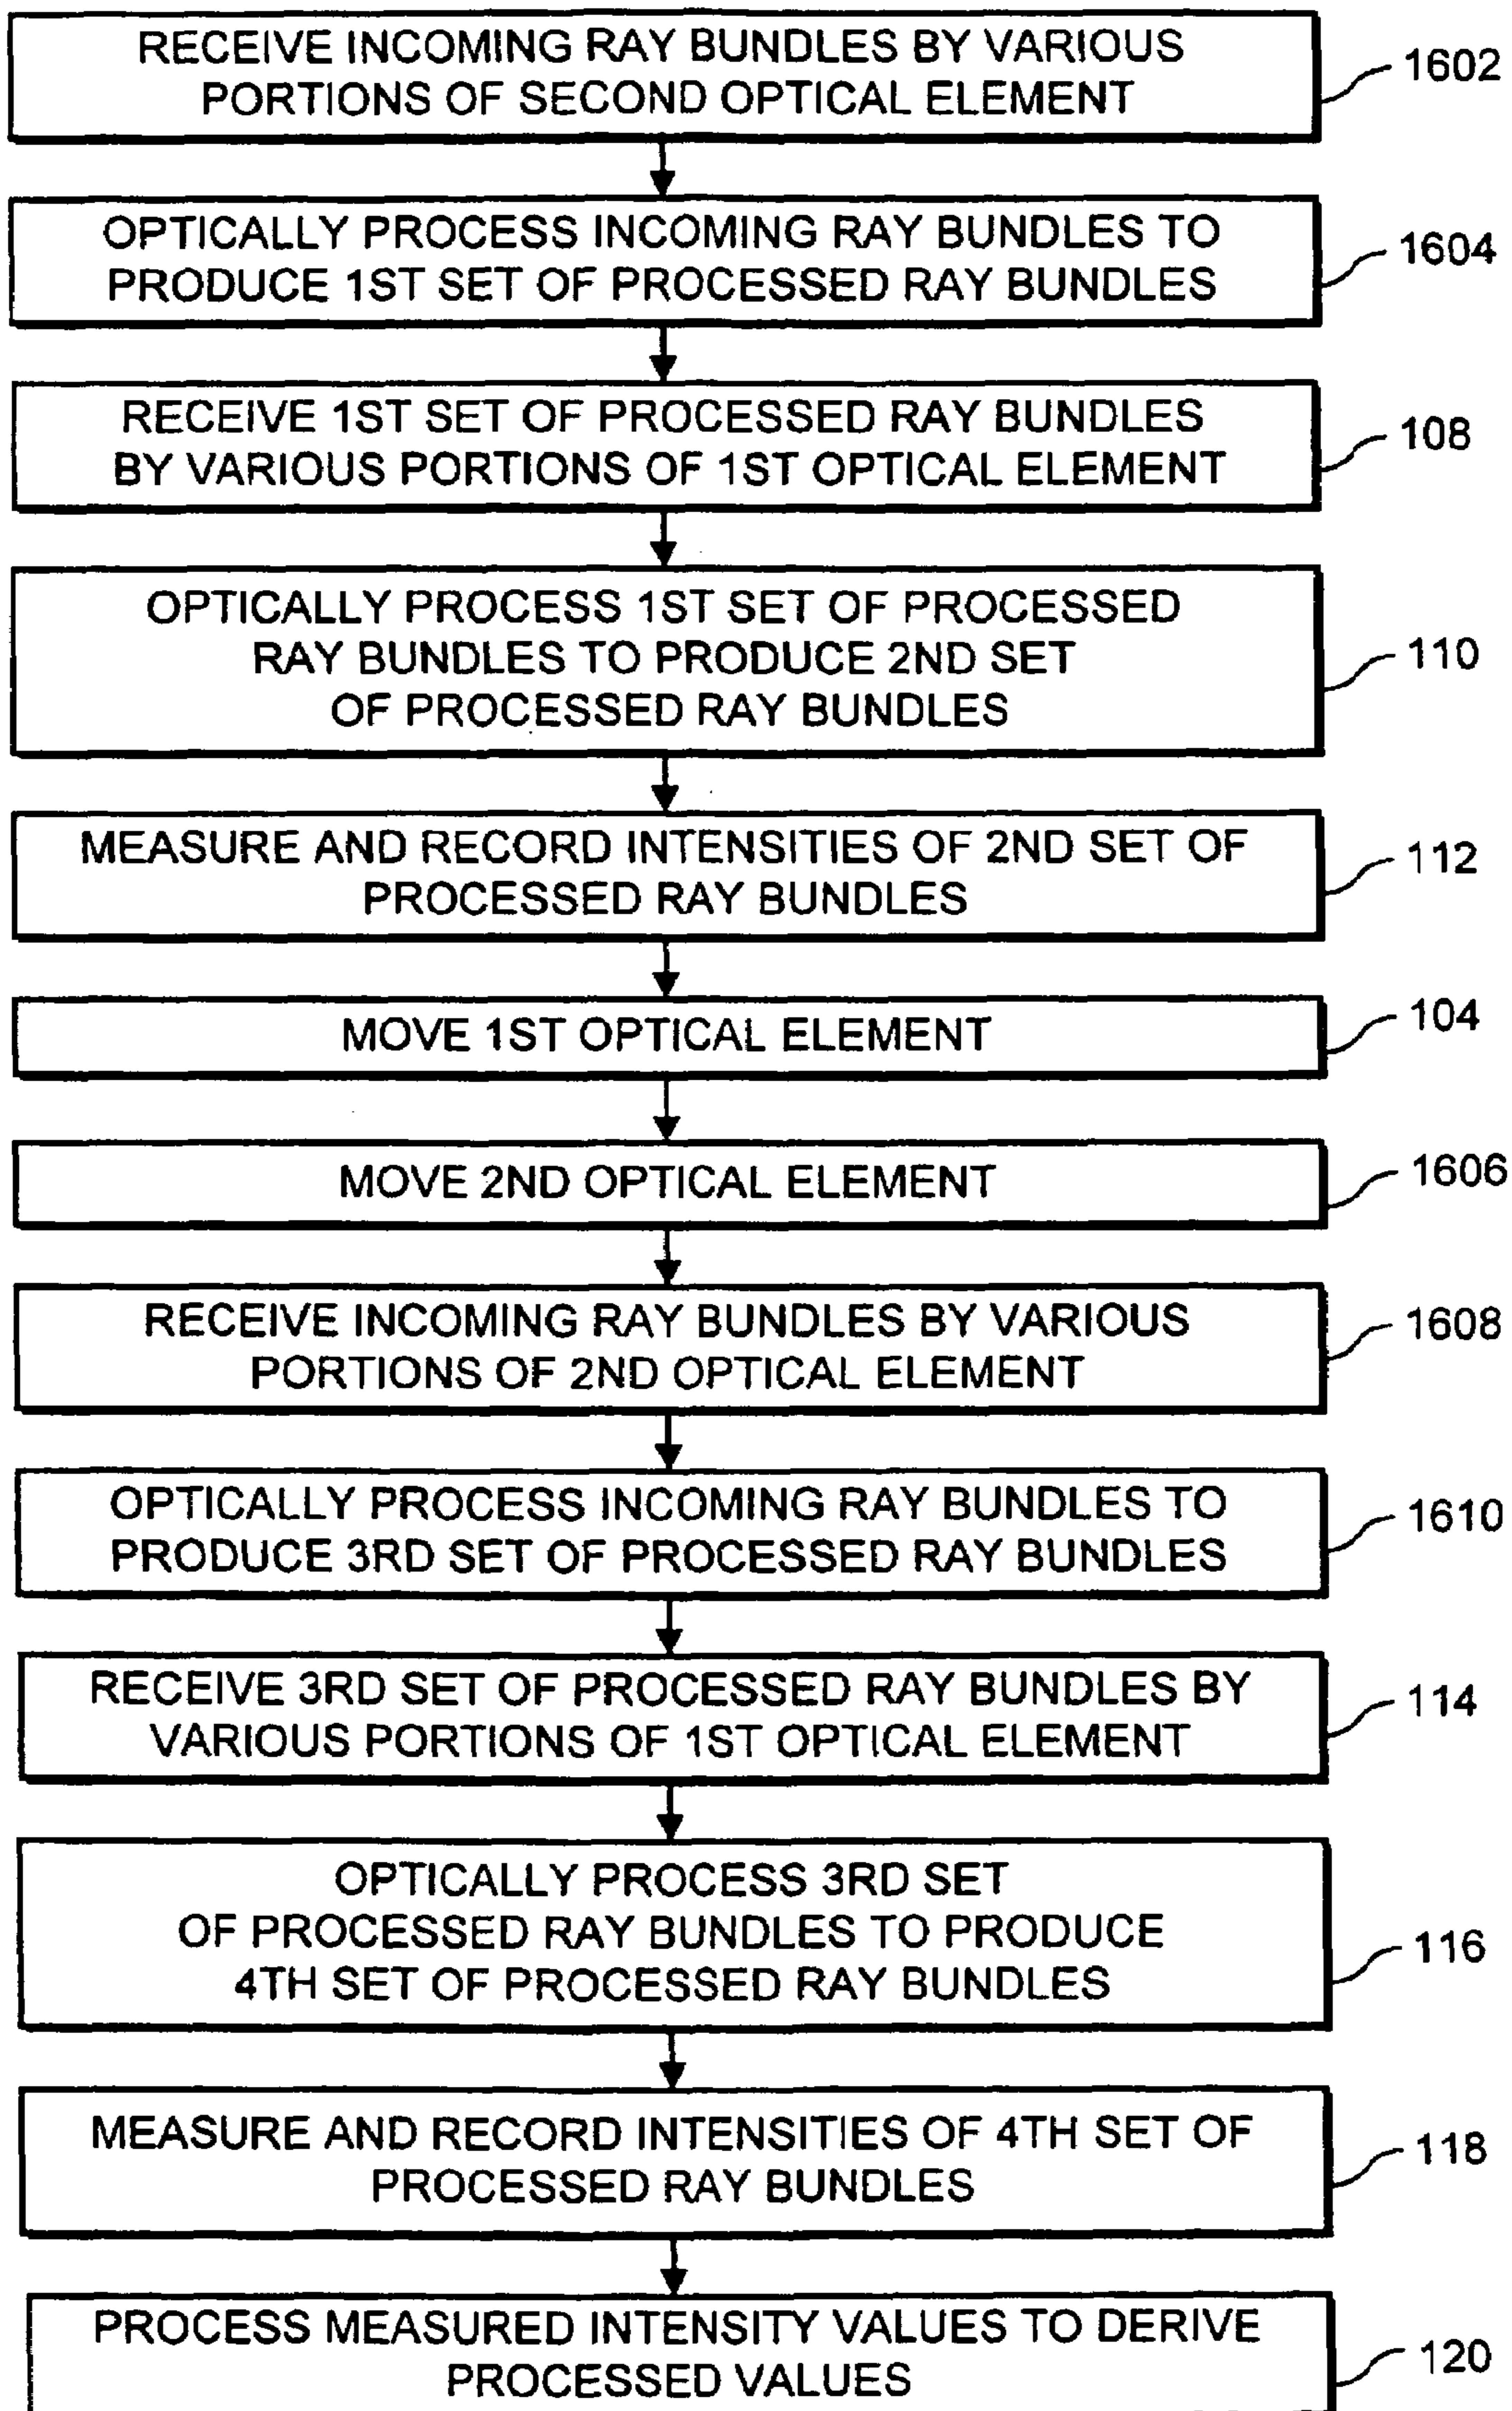 RECEIVE INCOMING RAY BUNDLES BY VARIOUS
PORTIONS OF SECOND OPTICAL ELEMENT
1602
OPTICALLY PROCESS INCOMING RAY BUNDLES TO
PRODUCE 1ST SET OF PROCESSED RAY BUNDLES
1604
RECEIVE 1ST SET OF PROCESSED RAY BUNDLES
BY VARIOUS PORTIONS OF 1ST OPTICAL ELEMENT
108
OPTICALLY PROCESS 1ST SET OF PROCESSED
RAY BUNDLES TO PRODUCE 2ND SET
OF PROCESSED RAY BUNDLES
110
MEASURE AND RECORD INTENSITIES OF 2ND SET OF
PROCESSED RAY BUNDLES
112
MOVE 1ST OPTICAL ELEMENT
104
MOVE 2ND OPTICAL ELEMENT
1606
RECEIVE INCOMING RAY BUNDLES BY VARIOUS
PORTIONS OF 2ND OPTICAL ELEMENT
1608
OPTICALLY PROCESS INCOMING RAY BUNDLES TO
PRODUCE 3RD SET OF PROCESSED RAY BUNDLES
1610
RECEIVE 3RD SET OF PROCESSED RAY BUNDLES BY
VARIOUS PORTIONS OF 1ST OPTICAL ELEMENT
114
OPTICALLY PROCESS 3RD SET
OF PROCESSED RAY BUNDLES TO PRODUCE
4TH SET OF PROCESSED RAY BUNDLES
116
MEASURE AND RECORD INTENSITIES OF 4TH SET OF
PROCESSED RAY BUNDLES
118
PROCESS MEASURED INTENSITY VALUES TO DERIVE
PROCESSED VALUES
120